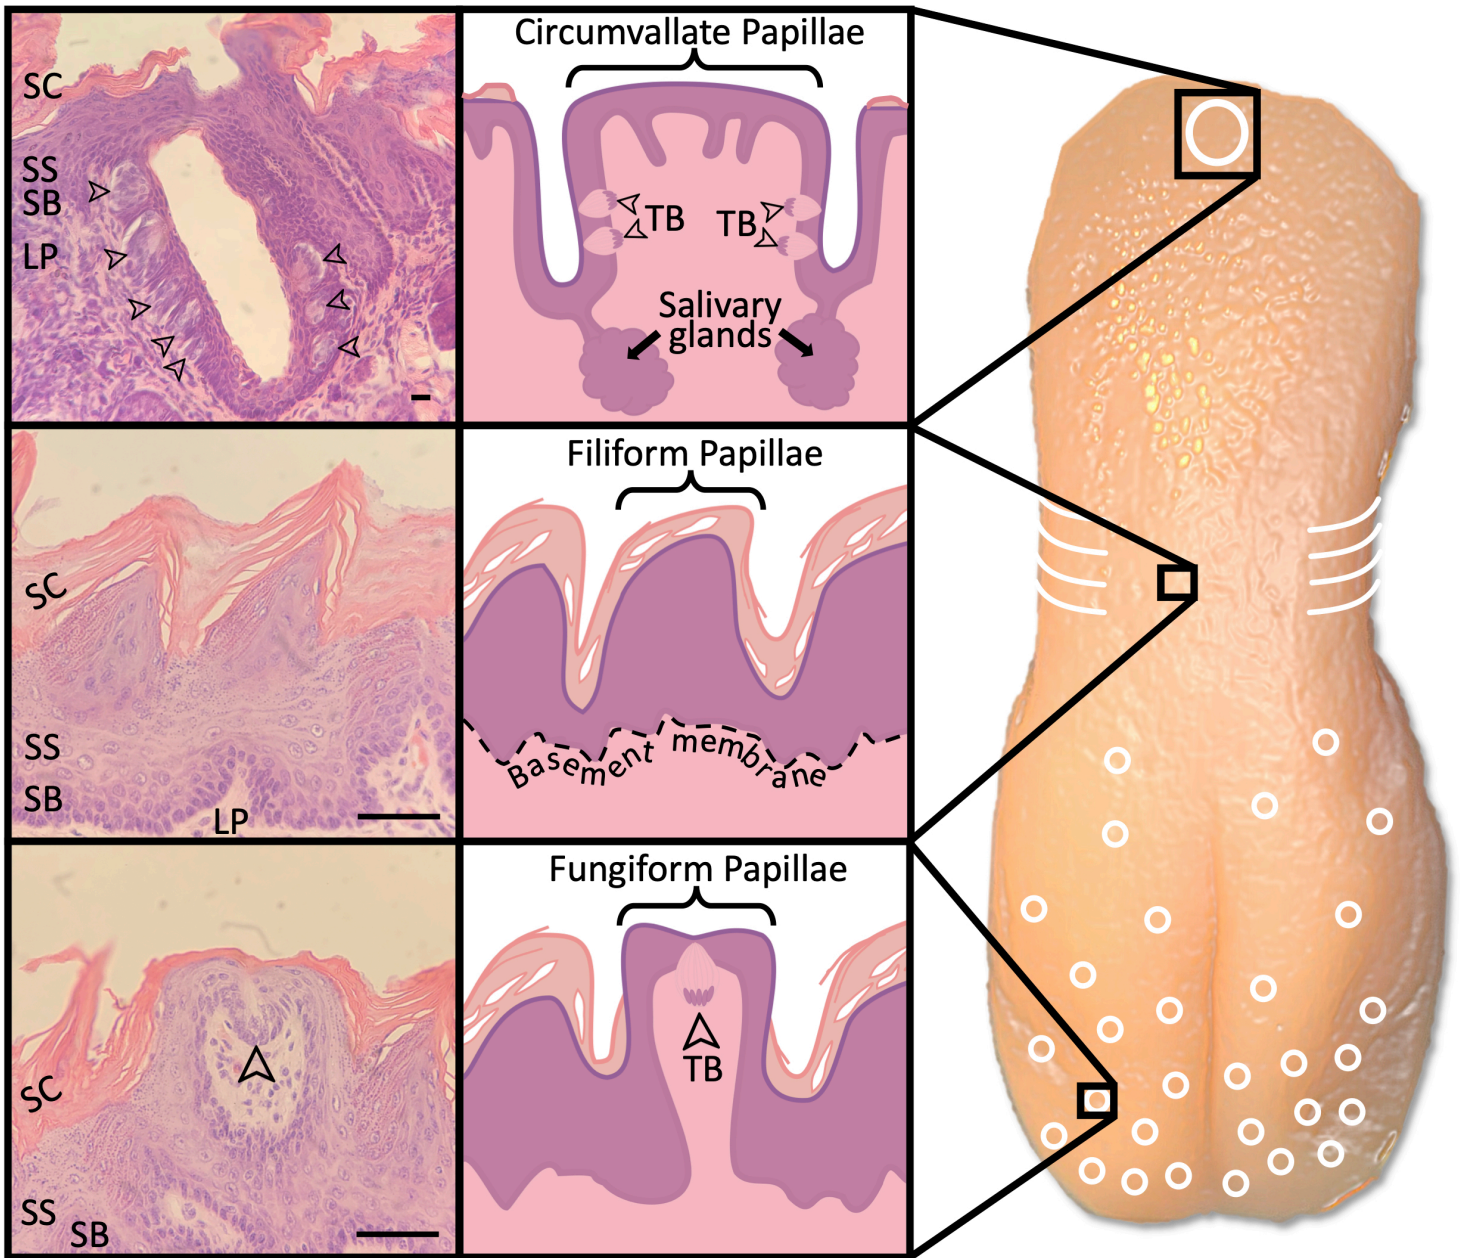 SC
SS
SB
LP
Circumvallate Papillae
TB
TB
Salivary
glands
SC
SS
SB
LP
Filiform Papillae
Basement membrane
SC
SS
SB
Fungiform Papillae
TB